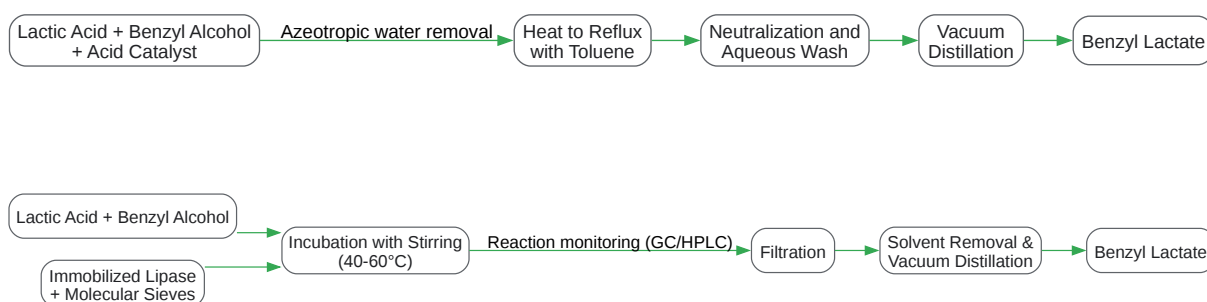 Lactic Acid + Benzyl Alcohol
+ Acid Catalyst
Azeotropic water removal
Heat to Reflux
with Toluene
Neutralization and
Aqueous Wash
Vacuum
Distillation
Benzyl Lactate
Lactic Acid + Benzyl Alcohol
Immobilized Lipase
+ Molecular Sieves
Incubation with Stirring
(40-60°C)
Reaction monitoring (GC/HPLC)
Filtration
Solvent Removal &
Vacuum Distillation
Benzyl Lactate